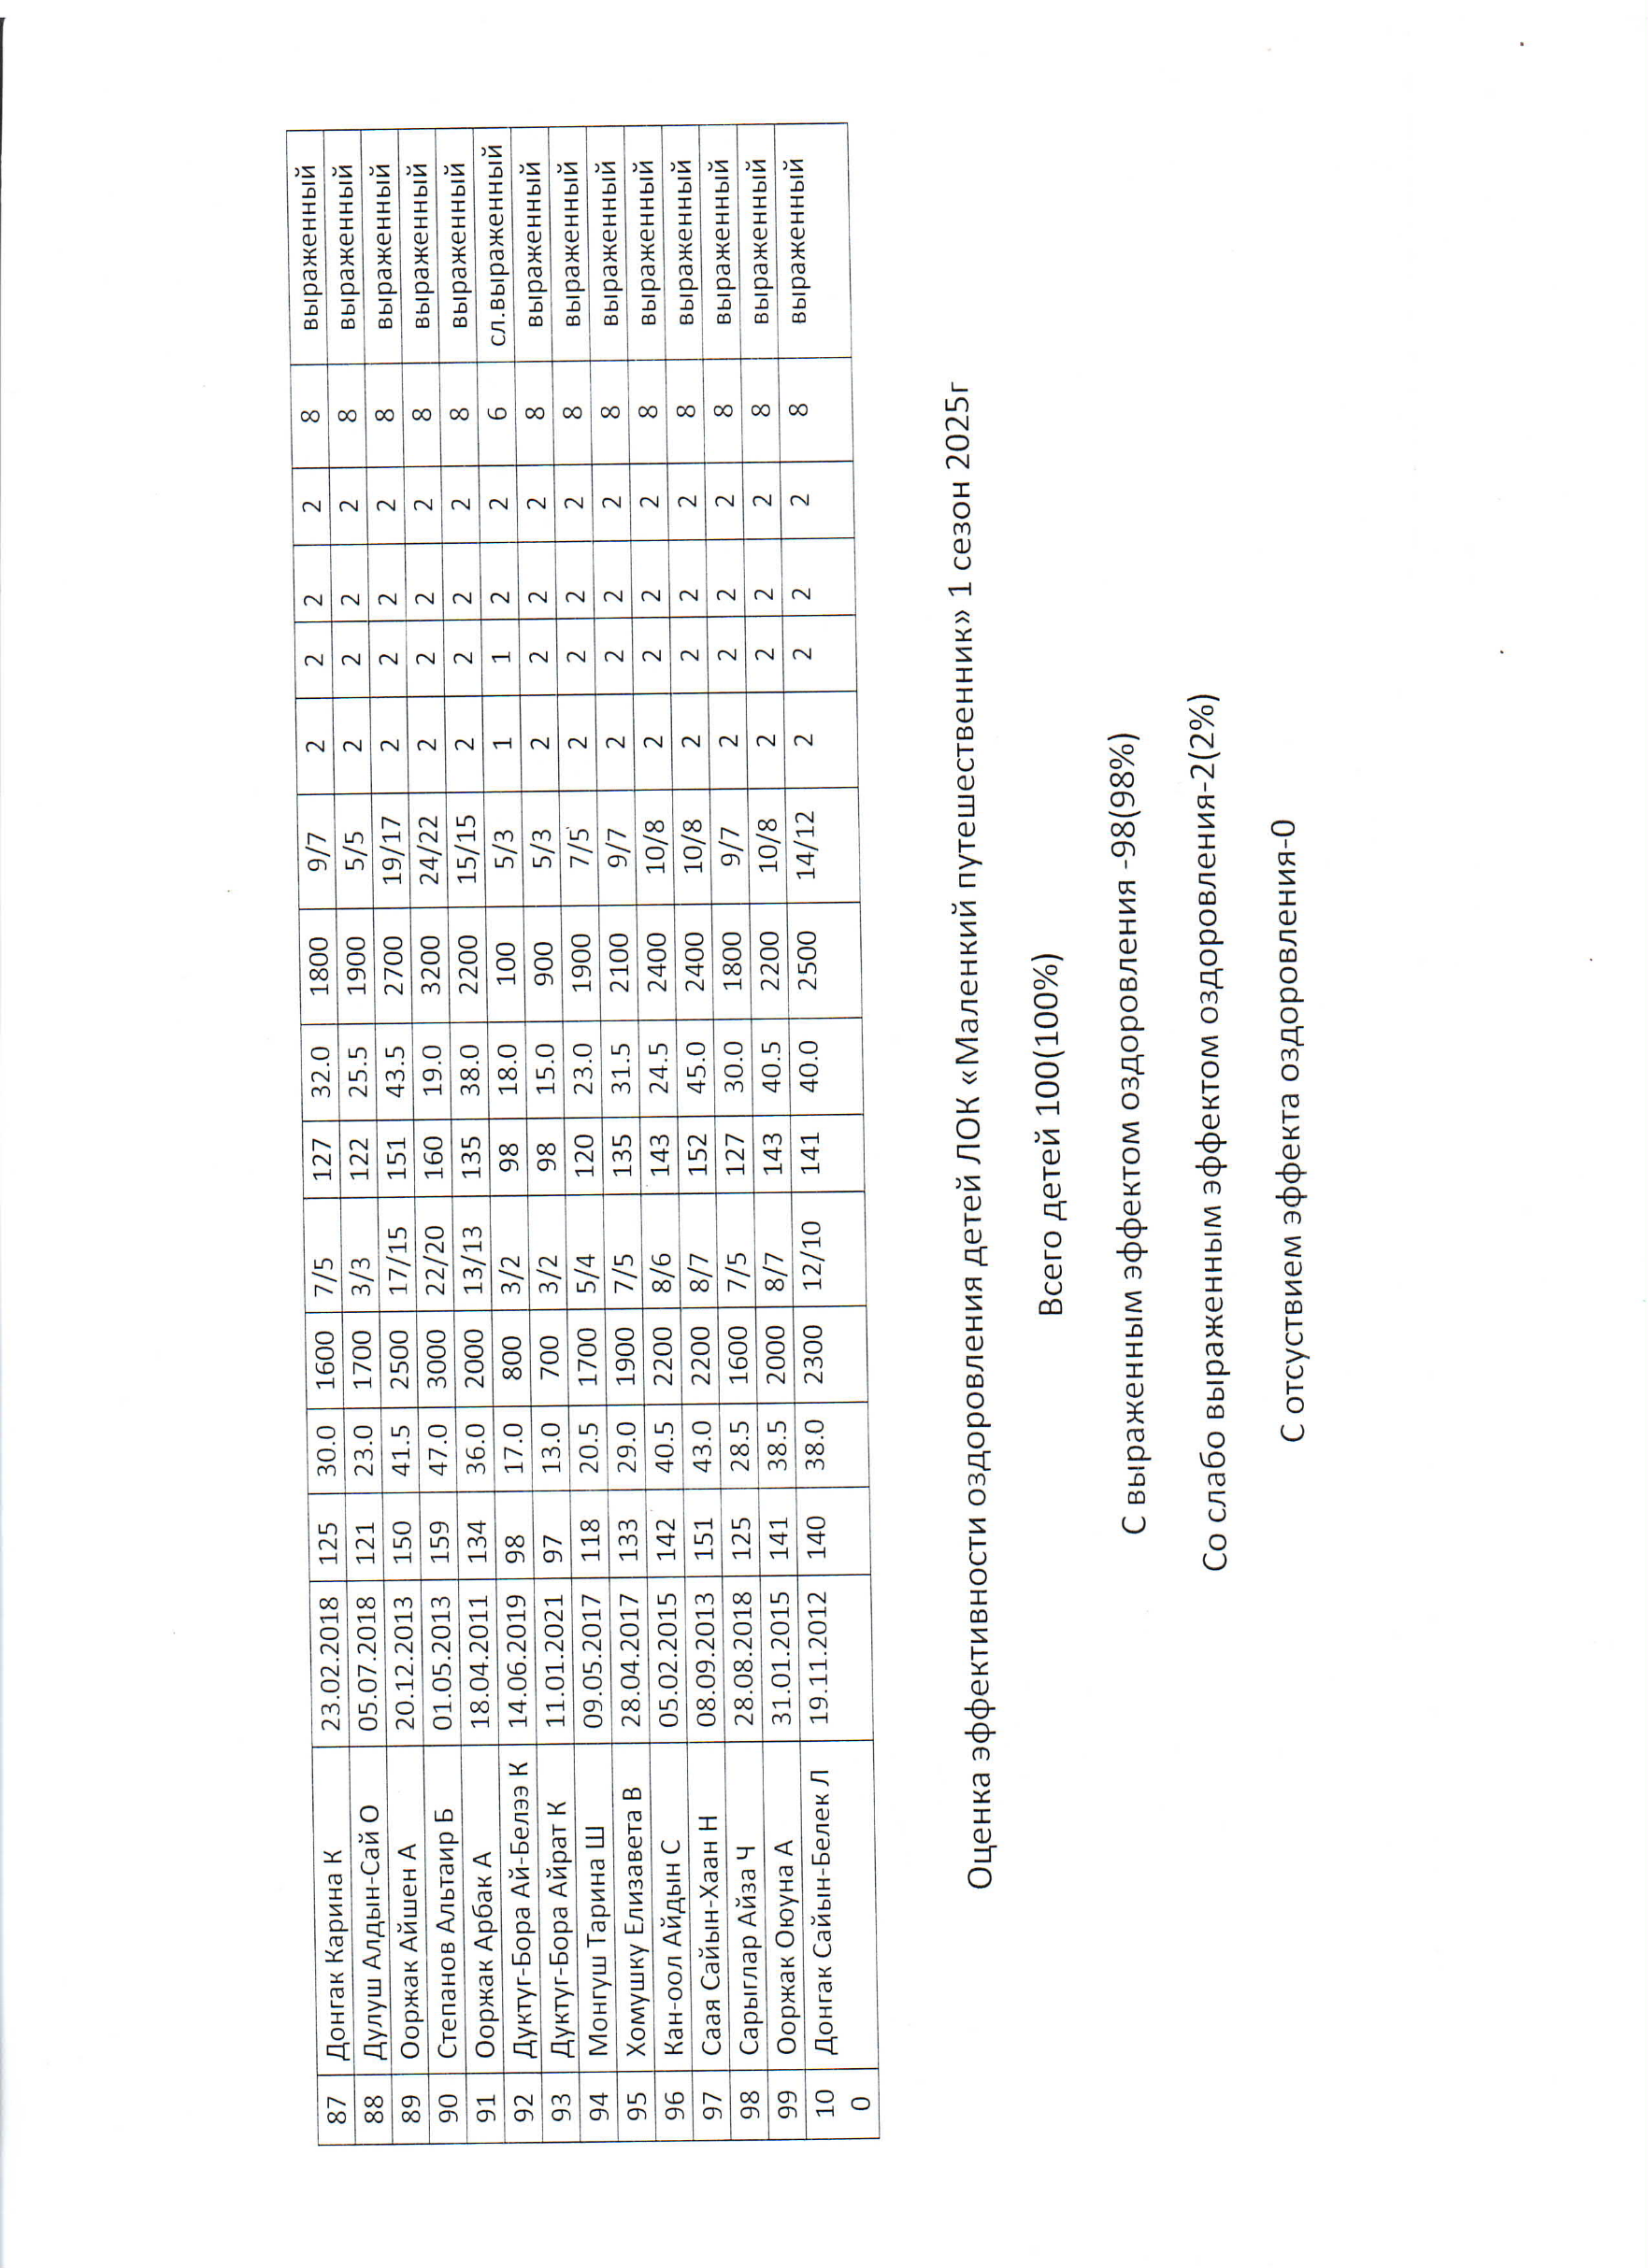 87 Донгак Карина К 23.02.2018 125 30.0 1600 7/5 127 32.0 1800 9/7 2 2 2 2 8 выраженный
88 Дулуш Алдын-Сай О 05.07.2018 121 23.0 1700 3/3 122 25.5 1900 5/5 2 2 2 2 8 выраженный
89 Ооржак Айшен А 20.12.2013 150 41.5 2500 17/15 151 43.5 2700 19/17 2 2 2 2 8 выраженный
90 Степанов Альтаир Б 01.05.2013 159 47.0 3000 22/20 160 19.0 3200 24/22 2 2 2 2 8 выраженный
91 Ооржак Арбак А 18.04.2011 134 36.0 2000 13/13 135 38.0 2200 15/15 2 2 2 2 8 выраженный
92 Дуктуг-Бора Ай-Белээ К 14.06.2019 98 17.0 800 3/2 98 18.0 100 5/3 1 1 2 2 6 сл.выраженный
93 Дуктуг-Бора Айрат К 11.01.2021 97 13.0 700 3/2 98 15.0 900 5/3 2 2 2 2 8 выраженный
94 Монгуш Тарина Ш 09.05.2017 118 20.5 1700 5/4 120 23.0 1900 7/5 2 2 2 2 8 выраженный
95 Хомушку Елизавета В 28.04.2017 133 29.0 1900 7/5 135 31.5 2100 9/7 2 2 2 2 8 выраженный
96 Кан-оол Айдын С 05.02.2015 142 40.5 2200 8/6 143 24.5 2400 10/8 2 2 2 2 8 выраженный
97 Саая Сайын-Хаан Н 08.09.2013 151 43.0 2200 8/7 152 45.0 2400 10/8 2 2 2 2 8 выраженный
98 Сарыглар Айза Ч 28.08.2018 125 28.5 1600 7/5 127 30.0 1800 9/7 2 2 2 2 8 выраженный
99 Ооржак Оюуна А 31.01.2015 141 38.5 2000 8/7 143 40.5 2200 10/8 2 2 2 2 8 выраженный
10 Донгак Сайын-Белек Л 19.11.2012 140 38.0 2300 12/10 141 40.0 2500 14/12 2 2 2 2 8 выраженный
0
Оценка эффективности оздоровления детей ЛОК «Маленкий путешественник» 1 сезон 2025г
Всего детей 100(100%)
С выраженным эффектом оздоровления -98(98%)
Со слабо выраженным эффектом оздоровления-2(2%)
С отсуствием эффекта оздоровления-0